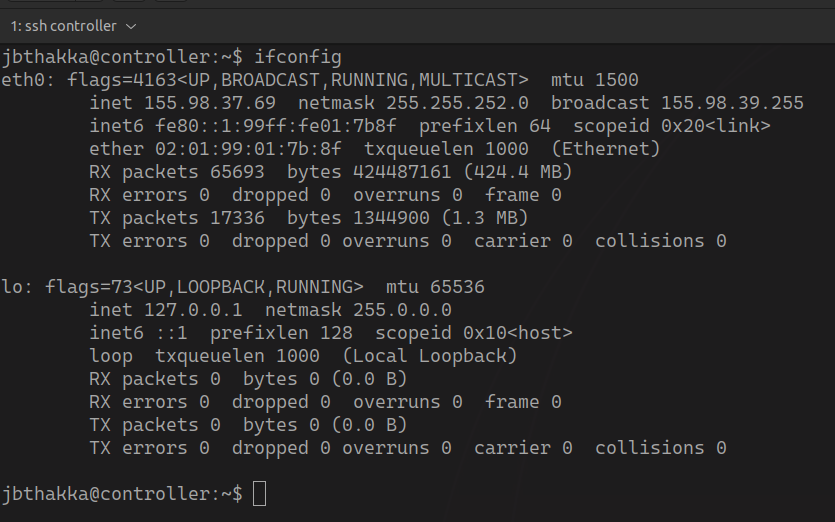 1: ssh controller
jbthakka@controller:~$ ifconfig
eth0: flags=4163<UP,BROADCAST,RUNNING,MULTICAST>  mtu 1500
        inet 155.98.37.69  netmask 255.255.252.0  broadcast 155.98.39.255
        inet6 fe80::1:99ff:fe01:7b8f  prefixlen 64  scopeid 0x20<link>
        ether 02:01:99:01:7b:8f  txqueuelen 1000  (Ethernet)
        RX packets 65693  bytes 424487161 (424.4 MB)
        RX errors 0  dropped 0  overruns 0  frame 0
        TX packets 17336  bytes 1344900 (1.3 MB)
        TX errors 0  dropped 0 overruns 0  carrier 0  collisions 0

lo: flags=73<UP,LOOPBACK,RUNNING>  mtu 65536
        inet 127.0.0.1  netmask 255.0.0.0
        inet6 ::1  prefixlen 128  scopeid 0x10<host>
        loop  txqueuelen 1000  (Local Loopback)
        RX packets 0  bytes 0 (0.0 B)
        RX errors 0  dropped 0  overruns 0  frame 0
        TX packets 0  bytes 0 (0.0 B)
        TX errors 0  dropped 0 overruns 0  carrier 0  collisions 0

jbthakka@controller:~$